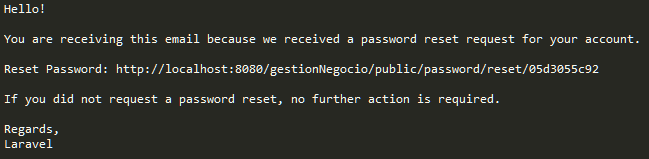 Hello!
You are receiving this email because we received a password reset request for your account.
Reset Password: http://localhost:8080/gestionNegocio/public/password/reset/05d3055c92
If you did not request a password reset, no further action is required.
Regards,
Laravel